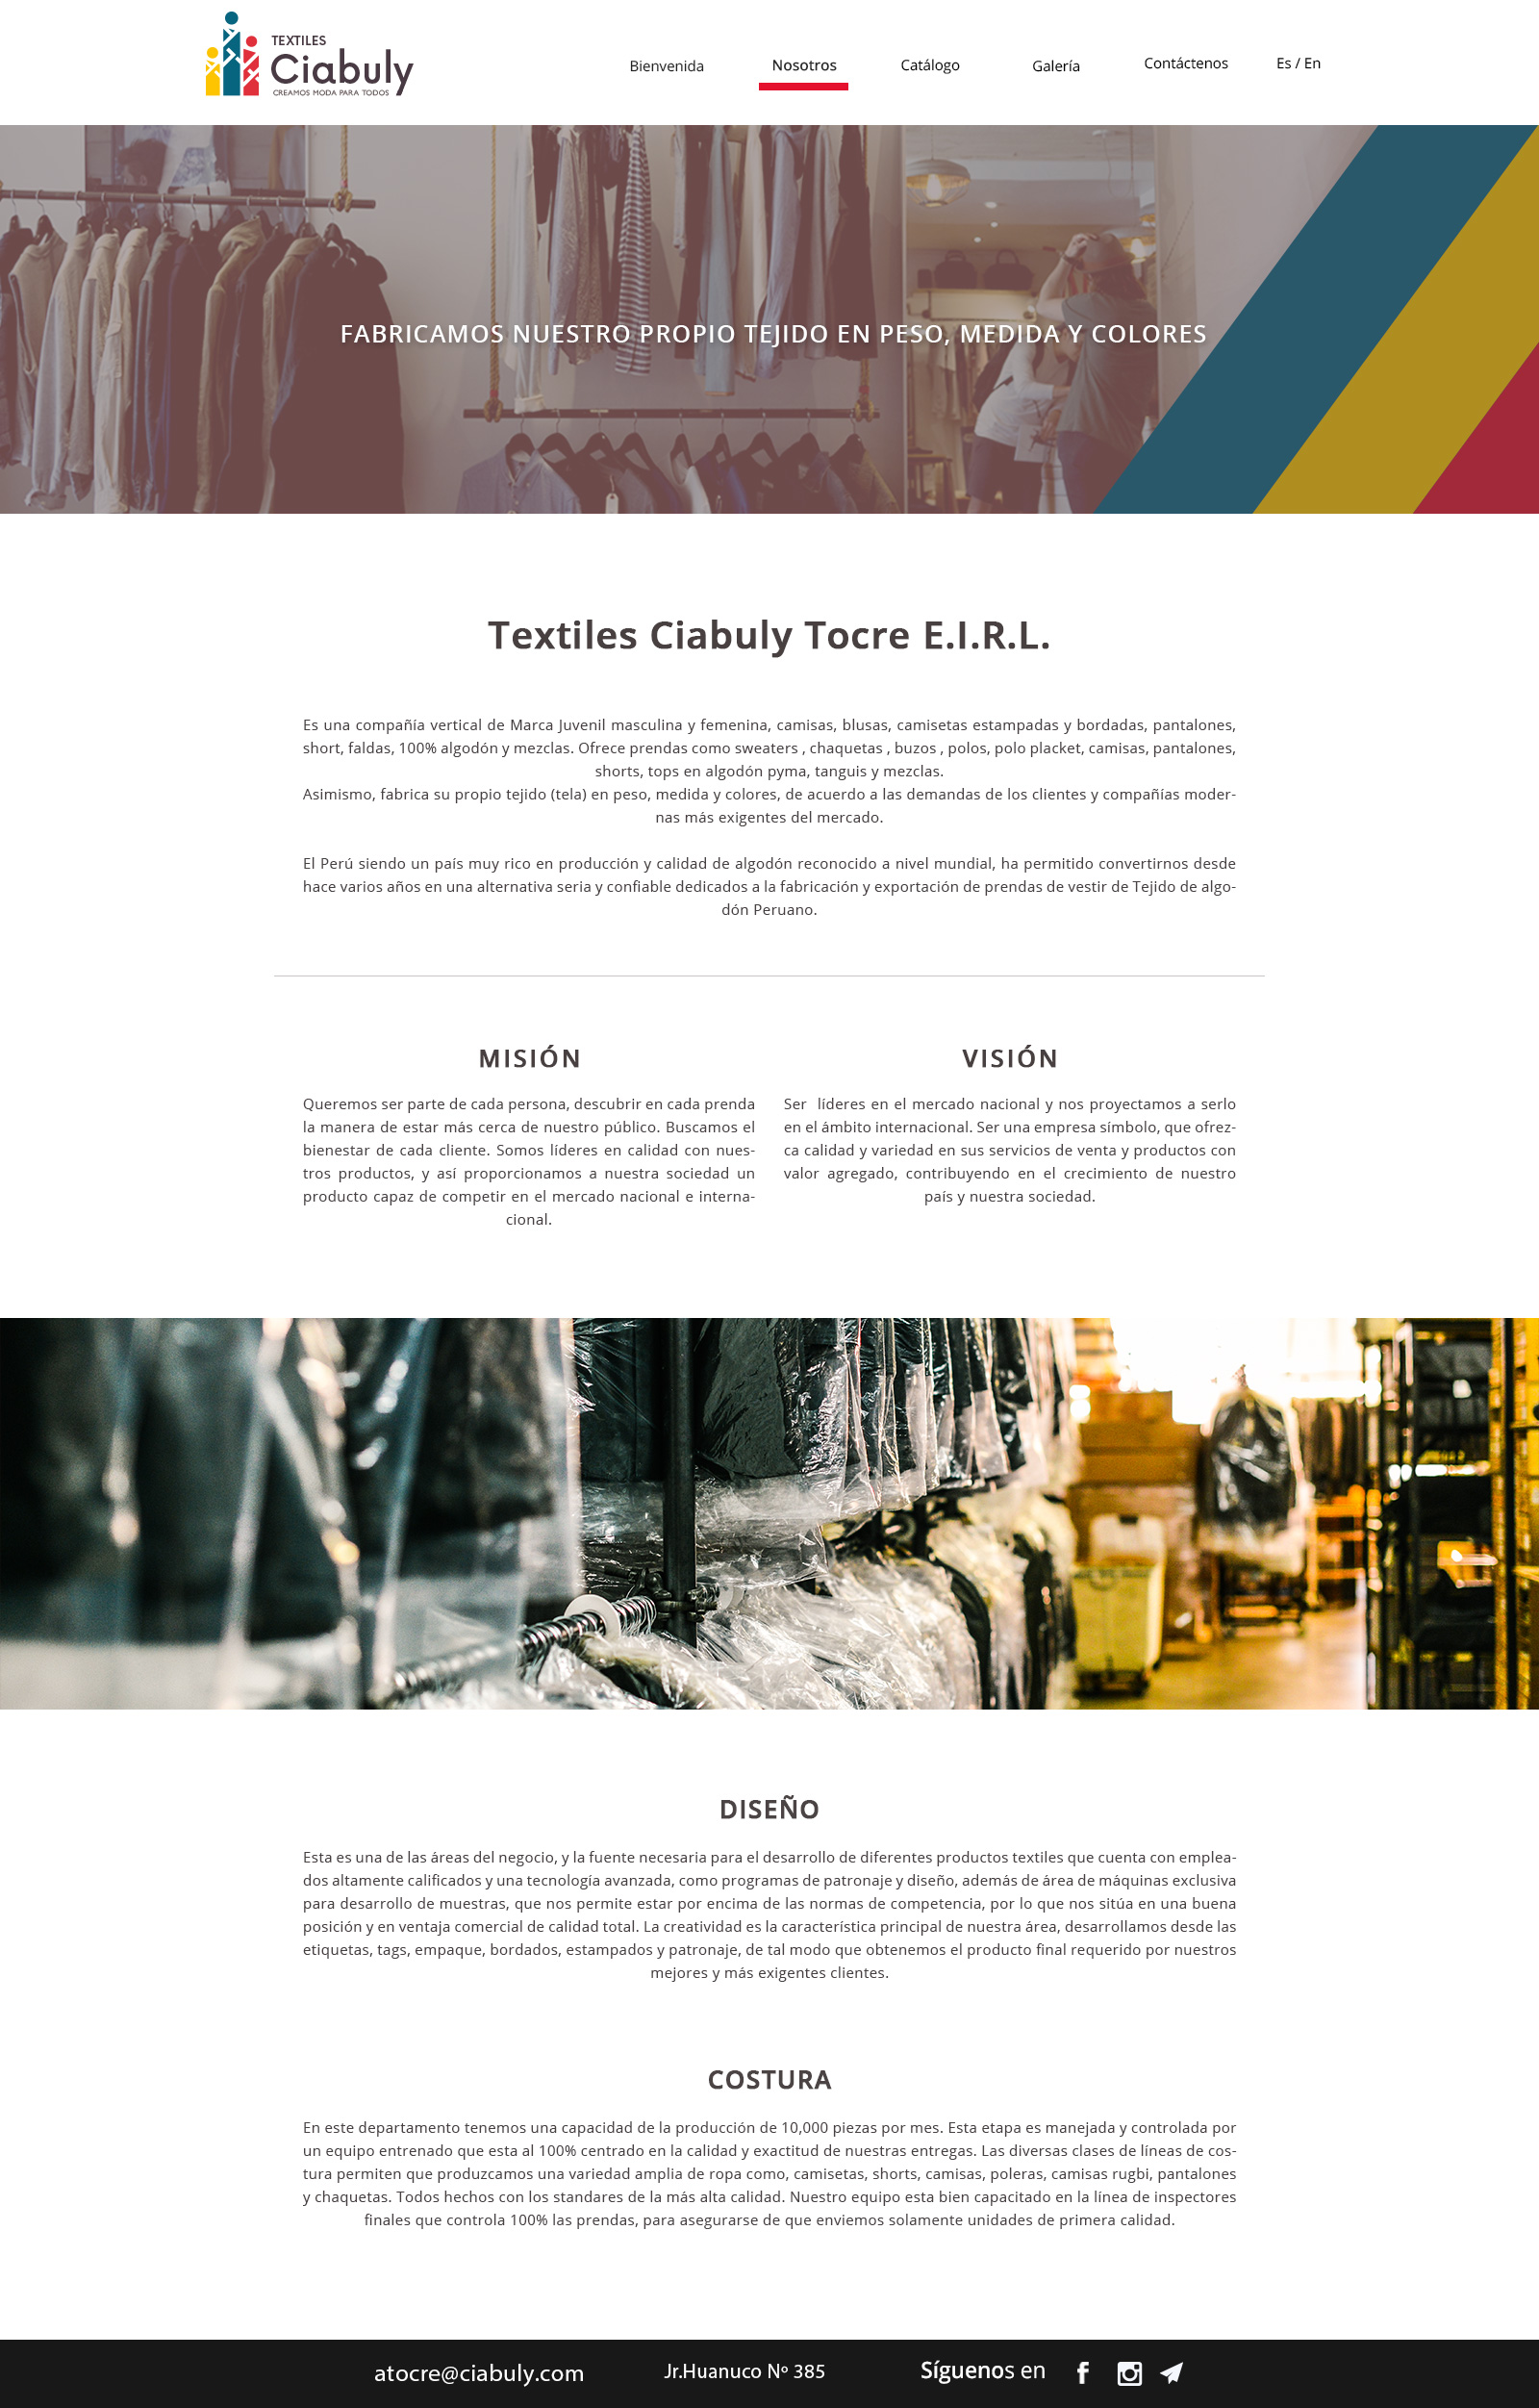 TEXTILES
Ciabuly
CREAMOS MODA PARA TODOS
Bienvenida
Nosotros
Catálogo
Galería
Contáctenos
Es / En
FABRICAMOS NUESTRO PROPIO TEJIDO EN PESO, MEDIDA Y COLORES
Textiles Ciabuly Tocre E.I.R.L.
Es una compañía vertical de Marca Juvenil masculina y femenina, camisas, blusas, camisetas estampadas y bordadas, pantalones,
short, faldas, 100% algodón y mezclas. Ofrece prendas como sweaters , chaquetas , buzos , polos, polo placket, camisas, pantalones,
shorts, tops en algodón pyma, tanguis y mezclas.
Asimismo, fabrica su propio tejido (tela) en peso, medida y colores, de acuerdo a las demandas de los clientes y compañías moder-
nas más exigentes del mercado.
El Perú siendo un país muy rico en producción y calidad de algodón reconocido a nivel mundial, ha permitido convertirnos desde
hace varios años en una alternativa seria y confiable dedicados a la fabricación y exportación de prendas de vestir de Tejido de algo-
dón Peruano.
MISIÓN
Queremos ser parte de cada persona, descubrir en cada prenda
la manera de estar más cerca de nuestro público. Buscamos el
bienestar de cada cliente. Somos líderes en calidad con nues-
tros productos, y así proporcionamos a nuestra sociedad un
producto capaz de competir en el mercado nacional e interna-
cional.
VISIÓN
Ser líderes en el mercado nacional y nos proyectamos a serlo
en el ámbito internacional. Ser una empresa símbolo, que ofrez-
ca calidad y variedad en sus servicios de venta y productos con
valor agregado, contribuyendo en el crecimiento de nuestro
país y nuestra sociedad.
DISEÑO
Esta es una de las áreas del negocio, y la fuente necesaria para el desarrollo de diferentes productos textiles que cuenta con emplea-
dos altamente calificados y una tecnología avanzada, como programas de patronaje y diseño, además de área de máquinas exclusiva
para desarrollo de muestras, que nos permite estar por encima de las normas de competencia, por lo que nos sitúa en una buena
posición y en ventaja comercial de calidad total. La creatividad es la característica principal de nuestra área, desarrollamos desde las
etiquetas, tags, empaque, bordados, estampados y patronaje, de tal modo que obtenemos el producto final requerido por nuestros
mejores y más exigentes clientes.
COSTURA
En este departamento tenemos una capacidad de la producción de 10,000 piezas por mes. Esta etapa es manejada y controlada por
un equipo entrenado que esta al 100% centrado en la calidad y exactitud de nuestras entregas. Las diversas clases de líneas de cos-
tura permiten que produzcamos una variedad amplia de ropa como, camisetas, shorts, camisas, poleras, camisas rugbi, pantalones
y chaquetas. Todos hechos con los standares de la más alta calidad. Nuestro equipo esta bien capacitado en la línea de inspectores
finales que controla 100% las prendas, para asegurarse de que enviemos solamente unidades de primera calidad.
atocre@ciabuly.com
Jr.Huanuco Nº 385
Síguenos en